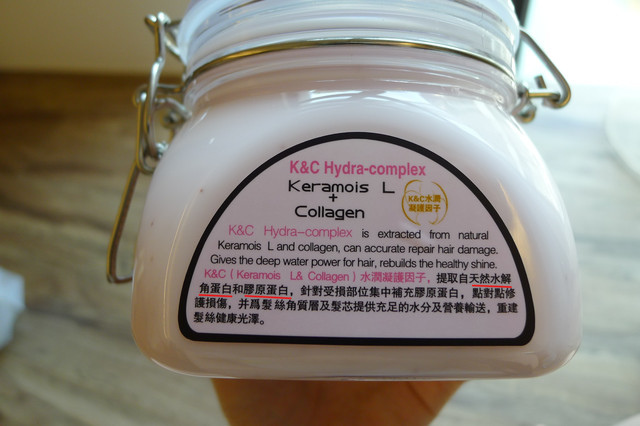 K&C Hydra-complex
Keramois L
+
Collagen
K&C水潤
凝護因子
K&C Hydra-complex is extracted from natural
Keramois L and collagen, can accurate repair hair damage.
Gives the deep water power for hair, rebuilds the healthy shine.
K&C（Keramois L& Collagen）水潤凝護因子，提取自天然水解
角蛋白和膠原蛋白，針對受損部位集中補充膠原蛋白，點對點修
護損傷，并爲髮絲角質層及髮芯提供充足的水分及營養輸送，重建
髮絲健康光澤。